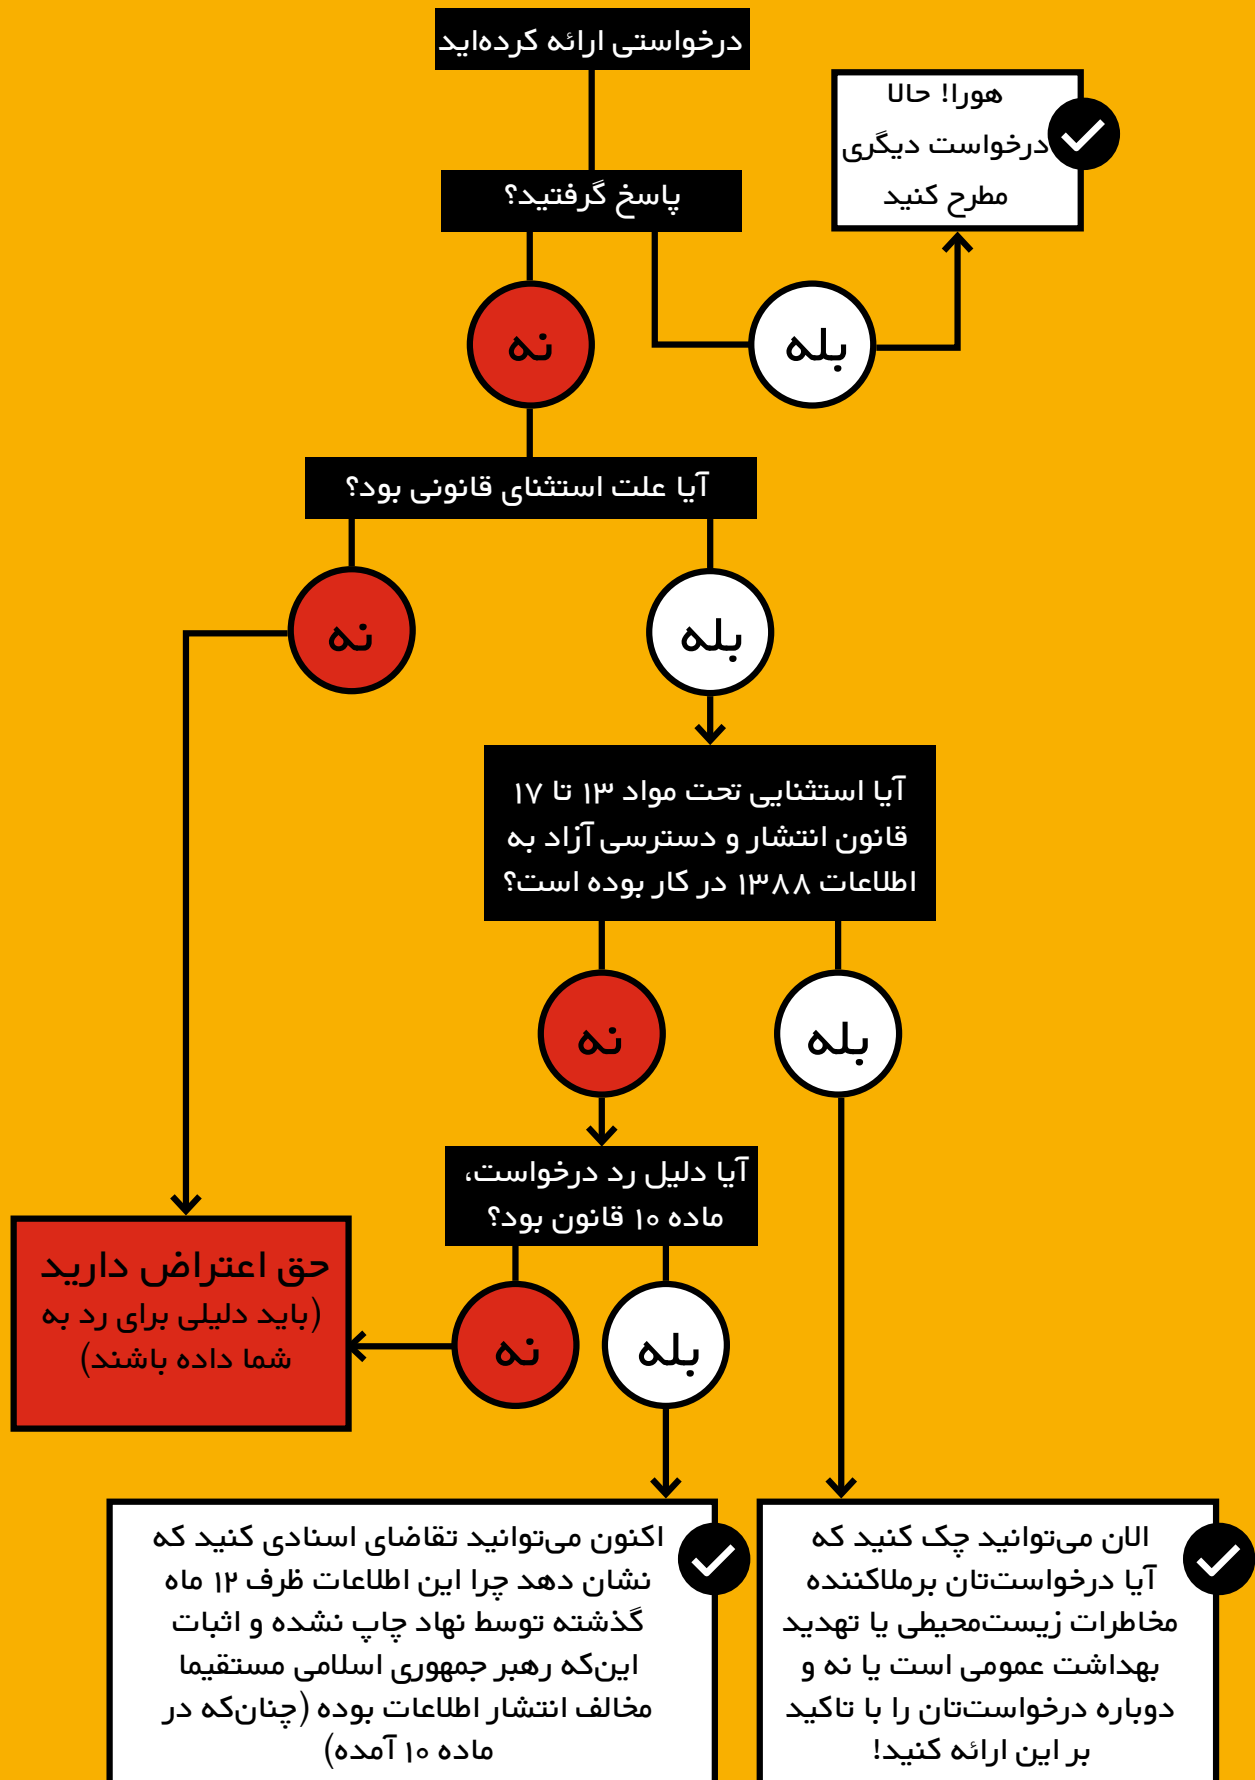 درخواستی ارائه کرده‌اید
هورا! حالا
درخواست دیگری
مطرح کنید
پاسخ گرفتید؟
نه
بله
آیا علت استثنای قانونی بود؟
نه
بله
آیا استثنایی تحت مواد ۱۳ تا ۱۷
قانون انتشار و دسترسی آزاد به
اطلاعات ۱۳۸۸ در کار بوده است؟
نه
بله
آیا دلیل رد درخواست،
ماده ۱۰ قانون بود؟
حق اعتراض دارید
(باید دلیلی برای رد به
شما داده باشند)
نه
بله
اکنون می‌توانید تقاضای اسنادی کنید که
نشان دهد چرا این اطلاعات ظرف ۱۲ ماه
گذشته توسط نهاد چاپ نشده و اثبات
این‌که رهبر جمهوری اسلامی مستقیما
مخالف انتشار اطلاعات بوده (چنان‌که در
ماده ۱۰ آمده)
الان می‌توانید چک کنید که
آیا درخواست‌تان برملاکننده
مخاطرات زیست‌محیطی یا تهدید
بهداشت عمومی است یا نه و
دوباره درخواست‌تان را با تاکید
بر این ارائه کنید!